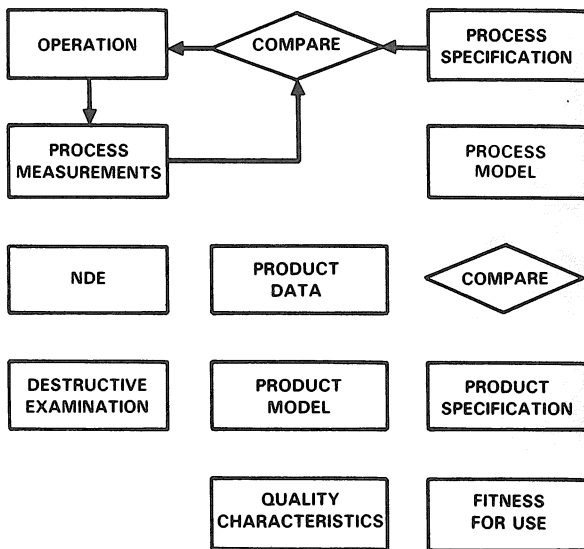 OPERATION
COMPARE
PROCESS
SPECIFICATION
PROCESS
MEASUREMENTS
PROCESS
MODEL
NDE
PRODUCT
DATA
COMPARE
DESTRUCTIVE
EXAMINATION
PRODUCT
MODEL
PRODUCT
SPECIFICATION
QUALITY
CHARACTERISTICS
FITNESS
FOR USE